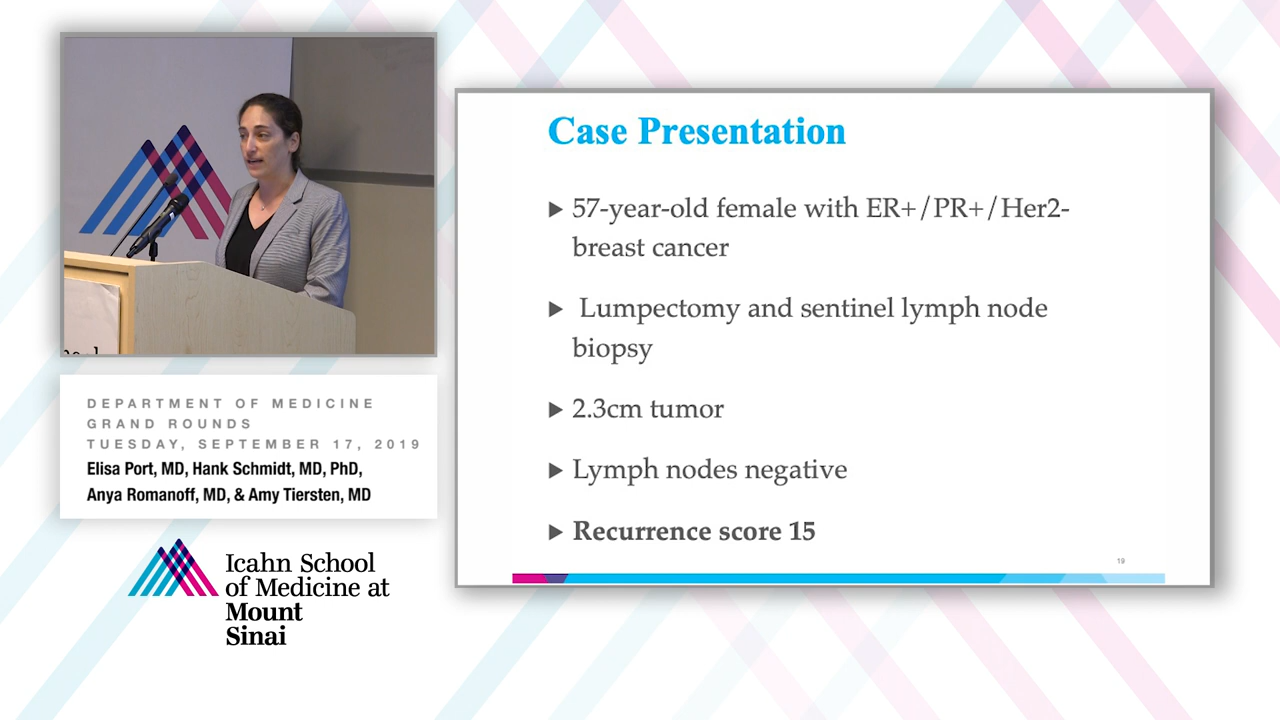 Case Presentation
▶ 57-year-old female with ER+/PR+/Her2-
breast cancer
▶ Lumpectomy and sentinel lymph node
biopsy
▶ 2.3cm tumor
▶ Lymph nodes negative
▶ Recurrence score 15
19
DEPARTMENT OF MEDICINE
GRAND ROUNDS
TUESDAY, SEPTEMBER 17, 2019
Elisa Port, MD, Hank Schmidt, MD, PhD,
Anya Romanoff, MD, & Amy Tiersten, MD
Icahn School
of Medicine at
Mount
Sinai